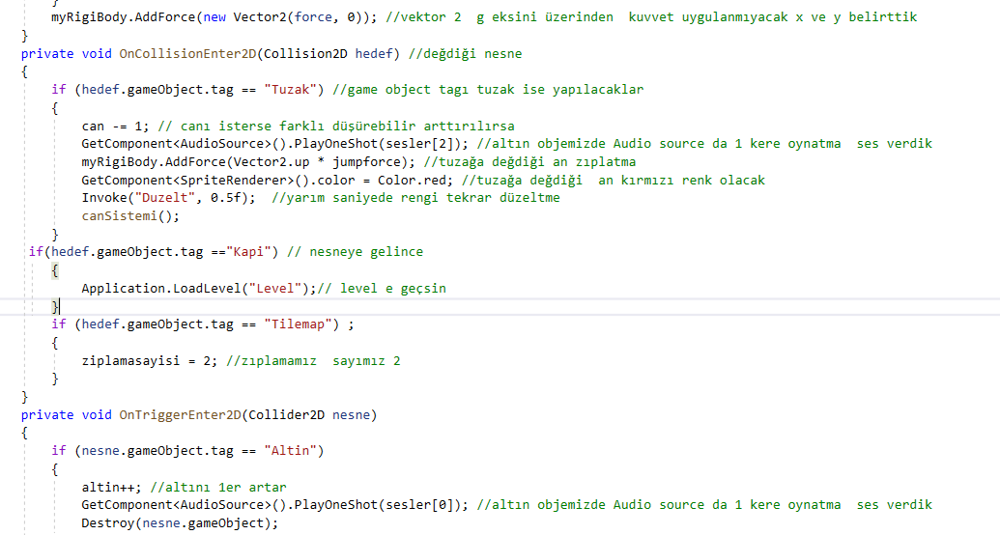 }
myRigiBody.AddForce(new Vector2(force, 0)); //vektor 2  g eksini üzerinden  kuvvet uygulanmıyacak x ve y belirttik
}
private void OnCollisionEnter2D(Collision2D hedef) //değdiği nesne
{
if (hedef.gameObject.tag == "Tuzak") //game object tagı tuzak ise yapılacaklar
{
can -= 1; // canı isterse farklı düşürebilir arttırılırsa
GetComponent<AudioSource>().PlayOneShot(sesler[2]); //altın objemizde Audio source da 1 kere oynatma  ses verdik
myRigiBody.AddForce(Vector2.up * jumpforce); //tuzağa değdiği an zıplatma
GetComponent<SpriteRenderer>().color = Color.red; //tuzağa değdiği  an kırmızı renk olacak
Invoke("Duzelt", 0.5f);  //yarım saniyede rengi tekrar düzeltme
canSistemi();
}
if(hedef.gameObject.tag =="Kapi") // nesneye gelince
{
Application.LoadLevel("Level");// level e geçsin
}
if (hedef.gameObject.tag == "Tilemap") ;
{
ziplamasayisi = 2; //zıplamamız  sayımız 2
}
}
private void OnTriggerEnter2D(Collider2D nesne)
{
if (nesne.gameObject.tag == "Altin")
{
altin++; //altını 1er artar
GetComponent<AudioSource>().PlayOneShot(sesler[0]); //altın objemizde Audio source da 1 kere oynatma  ses verdik
Destroy(nesne.gameObject);